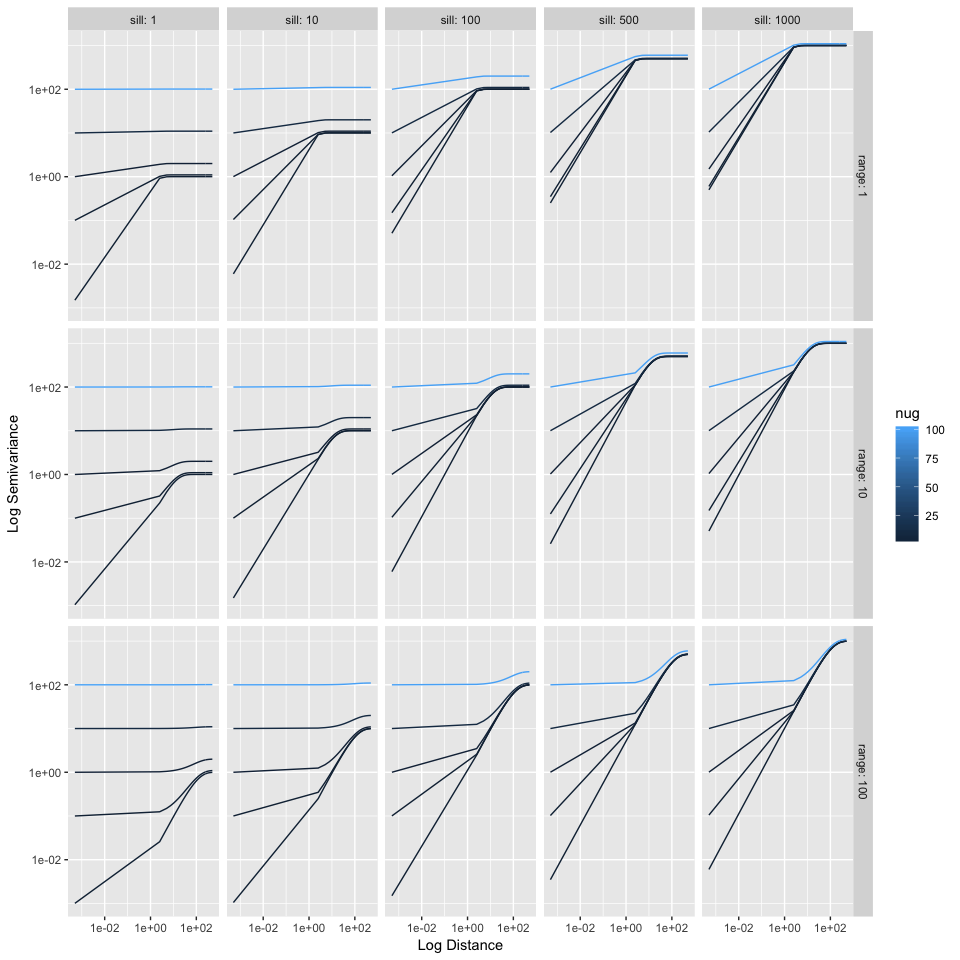 sill: 1
sill: 10
sill: 100
sill: 500
sill: 1000
1e+02
1e+00
1e-02
range: 1
1e+02
1e+00
1e-02
range: 10
1e+02
1e+00
1e-02
range: 100
Log Semivariance
1e-02 1e+00 1e+02
1e-02 1e+00 1e+02
1e-02 1e+00 1e+02
1e-02 1e+00 1e+02
1e-02 1e+00 1e+02
Log Distance
nug
100
75
50
25